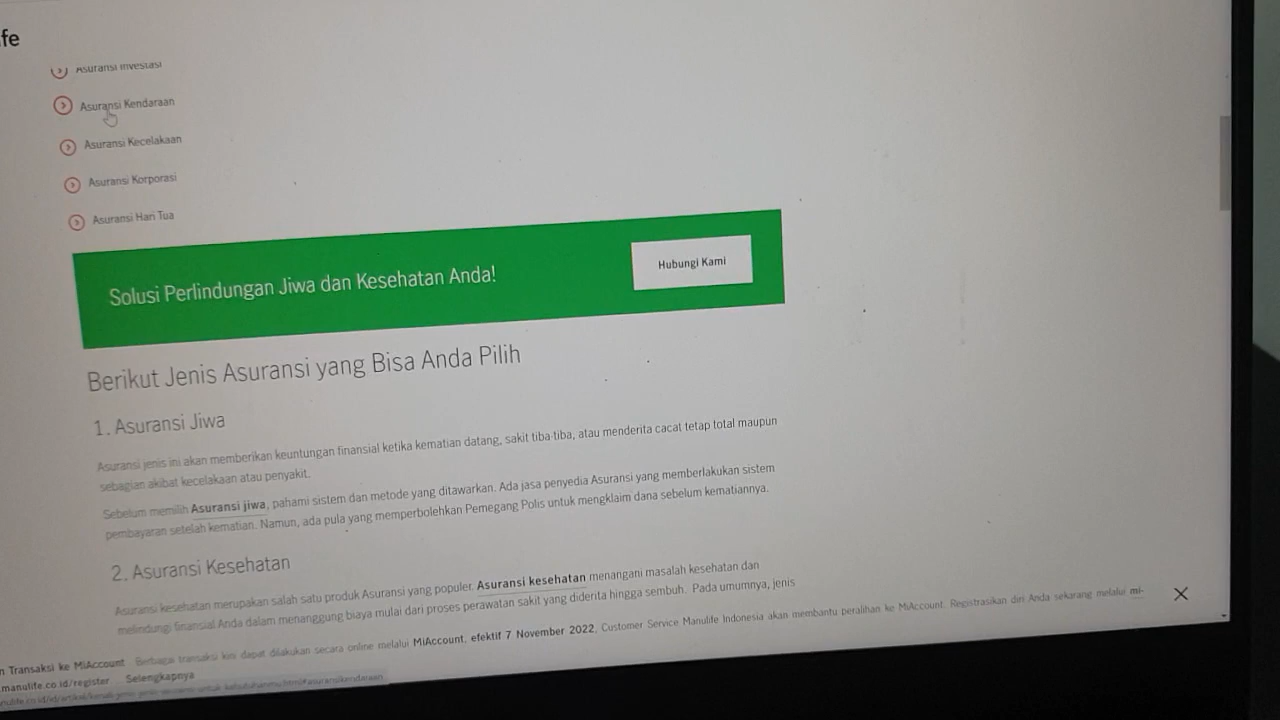 ife
Asuransi Investasi
Asuransi Kendaraan
Asuransi Kecelakaan
Asuransi Korporasi
Asuransi Hari Tua
Solusi Perlindungan Jiwa dan Kesehatan Anda!
Hubungi Kami
Berikut Jenis Asuransi yang Bisa Anda Pilih
1. Asuransi Jiwa
Asuransi jenis ini akan memberikan keuntungan finansial ketika kematian datang, sakit tiba-tiba, atau menderita cacat tetap total maupun
sebagian akibat kecelakaan atau penyakit.
Sebelum memilih Asuransi jiwa, pahami sistem dan metode yang ditawarkan. Ada jasa penyedia Asuransi yang memberlakukan sistem
pembayaran setelah kematian. Namun, ada pula yang memperbolehkan Pemegang Polis untuk mengklaim dana sebelum kematiannya.
2. Asuransi Kesehatan
Asuransi kesehatan merupakan salah satu produk Asuransi yang populer. Asuransi kesehatan menangani masalah kesehatan dan
melindungi finansial Anda dalam menanggung biaya mulai dari proses perawatan sakit yang diderita hingga sembuh. Pada umumnya, jenis
n Transaksi ke MiAccount Berbagai transaksi kini dapat dilakukan secara online melalui MiAccount, efektif 7 November 2022, Customer Service Manulife Indonesia akan membantu peralihan ke MiAccount. Registrasikan diri Anda sekarang melalui mi-
.manulife.co.id/register Selengkapnya